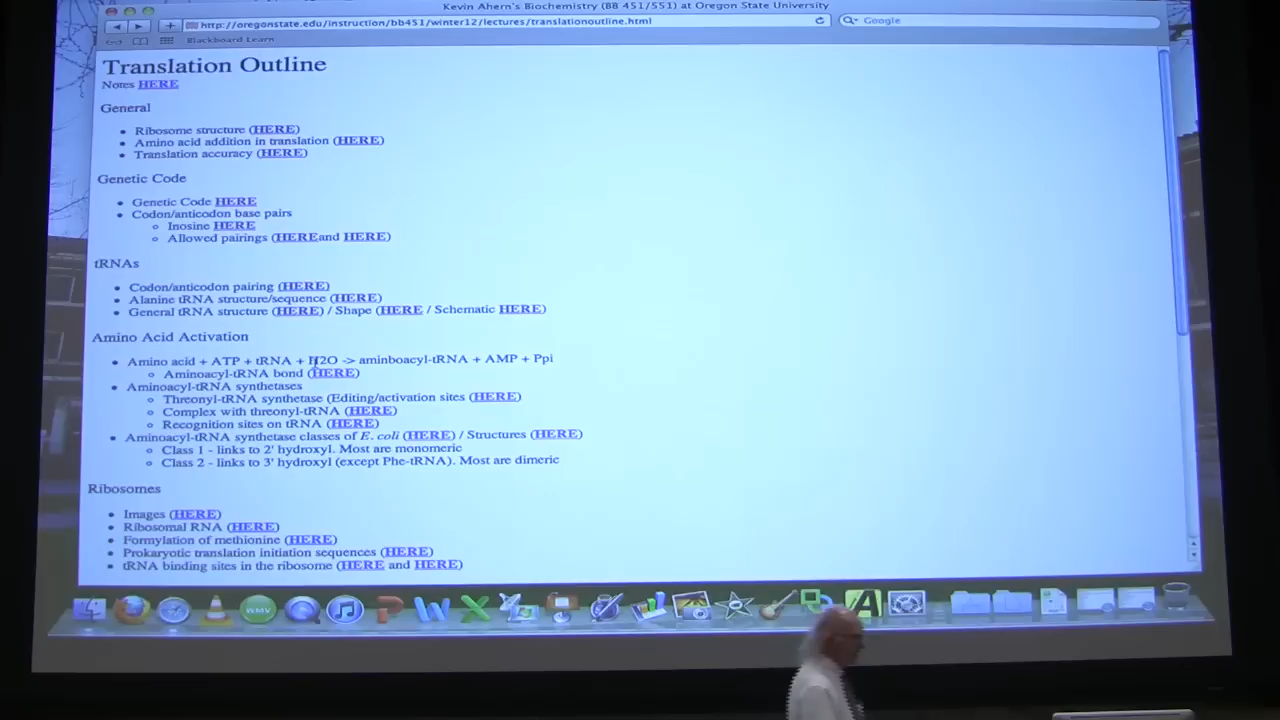 Kevin Ahern's Biochemistry (BB 451/551) at Oregon State University
http://oregonstate.edu/instruction/bb451/winter12/lectures/translationoutline.html
Google
Blackboard Learn
Translation Outline
Notes HERE
General
Ribosome structure (HERE)
Amino acid addition in translation (HERE)
Translation accuracy (HERE)
Genetic Code
Genetic Code HERE
Codon/anticodon base pairs
Inosine HERE
Allowed pairings (HEREand HERE)
tRNAs
Codon/anticodon pairing (HERE)
Alanine tRNA structure/sequence (HERE)
General tRNA structure (HERE) / Shape (HERE / Schematic HERE)
Amino Acid Activation
Amino acid + ATP + tRNA + H2O -> aminboacyl-tRNA + AMP + Ppi
Aminoacyl-tRNA bond (HERE)
Aminoacyl-tRNA synthetases
Threonyl-tRNA synthetase (Editing/activation sites (HERE)
Complex with threonyl-tRNA (HERE)
Recognition sites on tRNA (HERE)
Aminoacyl-tRNA synthetase classes of E. coli (HERE) / Structures (HERE)
Class 1 - links to 2' hydroxyl. Most are monomeric
Class 2 - links to 3' hydroxyl (except Phe-tRNA). Most are dimeric
Ribosomes
Images (HERE)
Ribosomal RNA (HERE)
Formylation of methionine (HERE)
Prokaryotic translation initiation sequences (HERE)
tRNA binding sites in the ribosome (HERE and HERE)
WMV